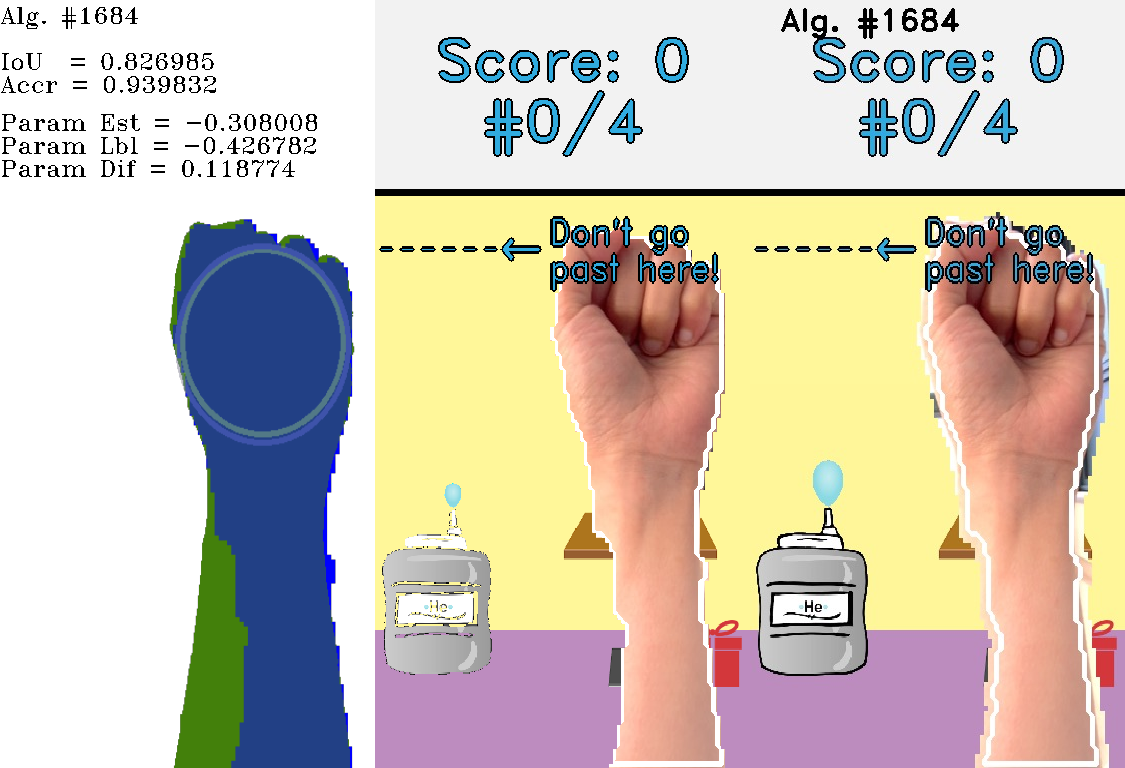 Alg. #1684
IoU = 0.826985
Accr = 0.939832
Param Est = −0.308008
Param Lbl = −0.426782
Param Dif = 0.118774
Score: 0
#0/4
Don't go
past here!
He
Alg. #1684
Score: 0
#0/4
Don't go
past here!
He